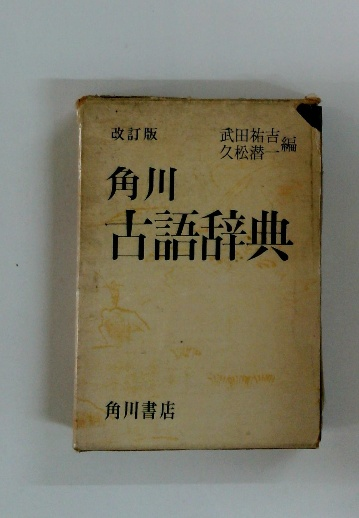 改訂版
武田祐吉
久松潜一
編
角川
古語辞典
角川書店